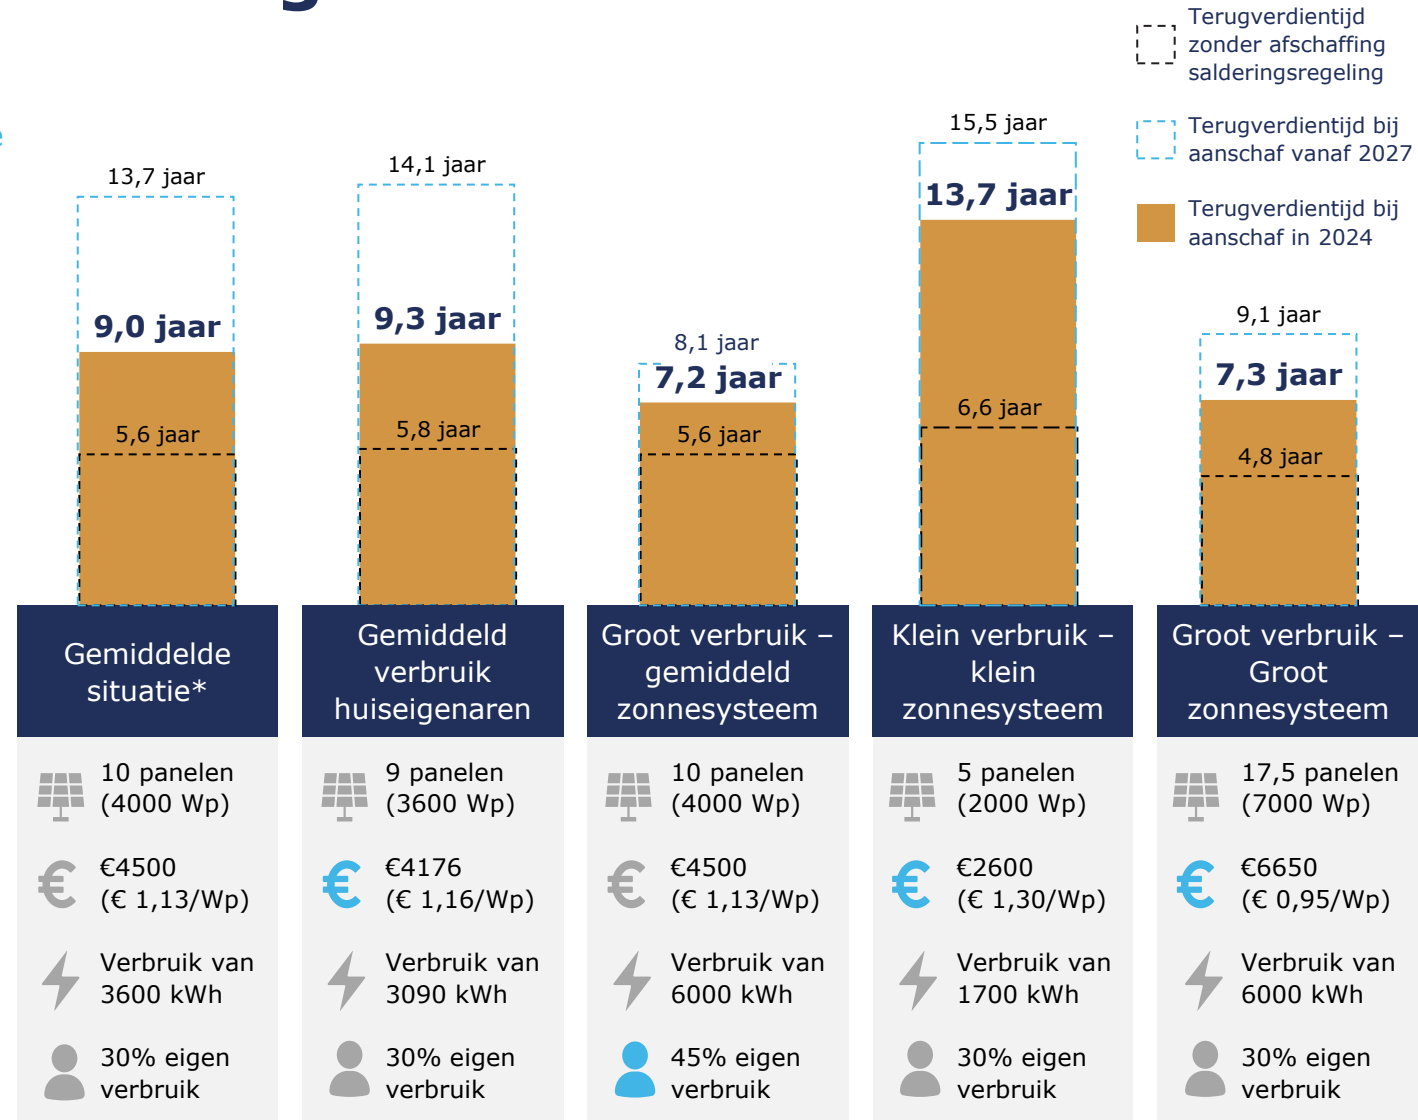 Terugverdientijd
zonder afschaffing
salderingsregeling
Terugverdientijd bij
aanschaf vanaf 2027
Terugverdientijd bij
aanschaf in 2024
13,7 jaar
9,0 jaar
5,6 jaar
14,1 jaar
9,3 jaar
5,8 jaar
8,1 jaar
7,2 jaar
5,6 jaar
15,5 jaar
13,7 jaar
6,6 jaar
9,1 jaar
7,3 jaar
4,8 jaar
Gemiddelde
situatie*
10 panelen
(4000 Wp)
€4500
(€ 1,13/Wp)
Verbruik van
3600 kWh
30% eigen
verbruik
Gemiddeld
verbruik
huiseigenaren
9 panelen
(3600 Wp)
€
€4176
(€ 1,16/Wp)
Verbruik van
3090 kWh
30% eigen
verbruik
Groot verbruik –
gemiddeld
zonnesysteem
10 panelen
(4000 Wp)
€4500
(€ 1,13/Wp)
Verbruik van
6000 kWh
45% eigen
verbruik
Klein verbruik –
klein
zonnesysteem
5 panelen
(2000 Wp)
€2600
(€ 1,30/Wp)
Verbruik van
1700 kWh
30% eigen
verbruik
Groot verbruik –
Groot
zonnesysteem
17,5 panelen
(7000 Wp)
€6650
(€ 0,95/Wp)
Verbruik van
6000 kWh
30% eigen
verbruik